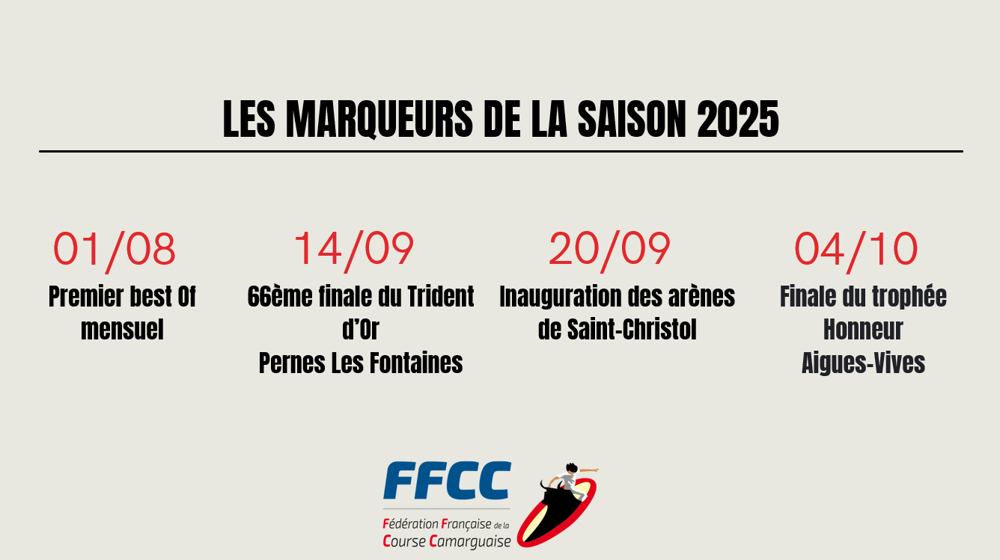 LES MARQUEURS DE LA SAISON 2025
01/08
Premier best Of
mensuel
14/09
66ème finale du Trident
d’Or
Pernes Les Fontaines
20/09
Inauguration des arènes
de Saint-Christol
04/10
Finale du trophée
Honneur
Aigues-Vives
FFCC
Fédération Française de la
Course Camarguaise